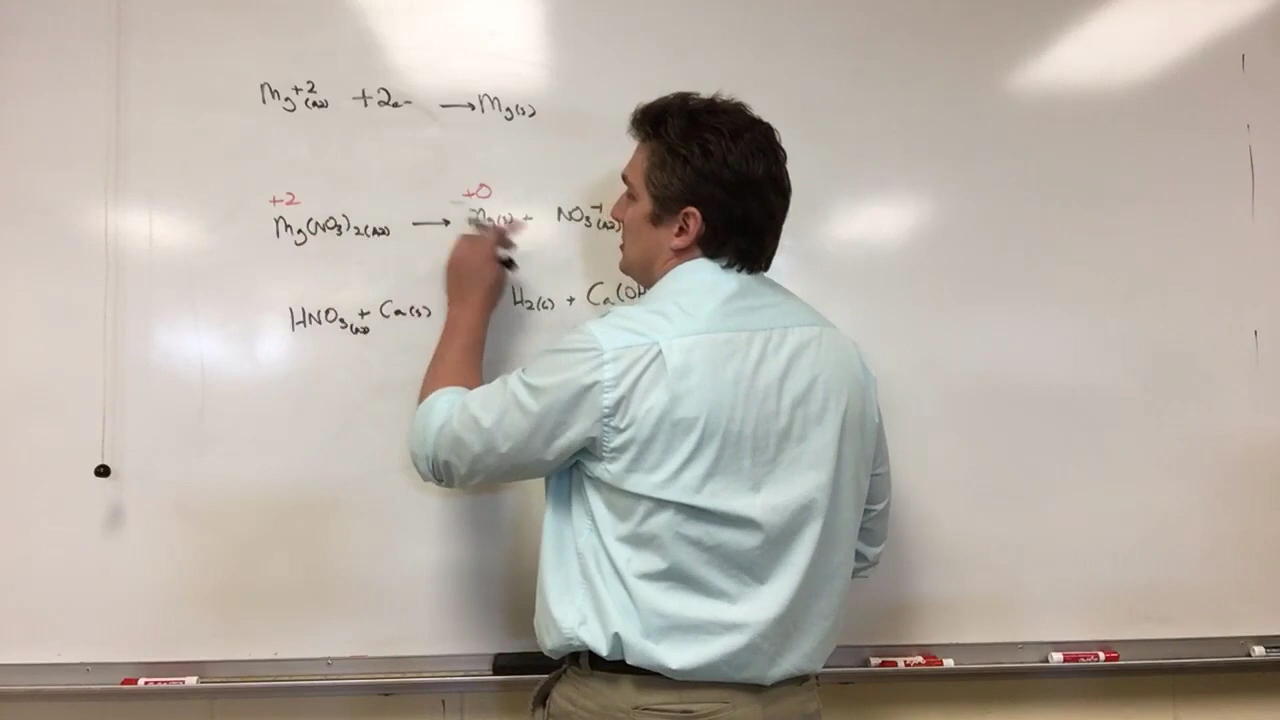 Mg+2(aq) +2e- → Mg(s)
+2 +0
Mg(NO3)2(aq) → Mg(s) + NO3-1(aq)
HNO3(aq) + Ca(s) H2(G) + Ca(OH